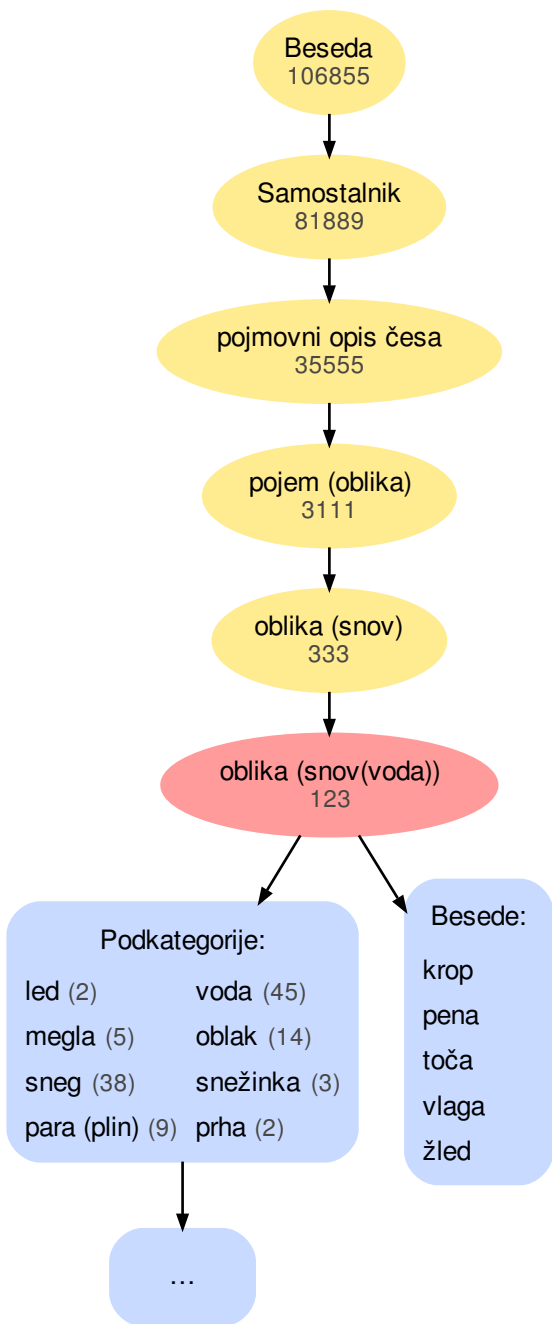 Beseda
106855
Samostalnik
81889
pojmovni opis česa
35555
pojem (oblika)
3111
oblika (snov)
333
oblika (snov(voda))
123
Podkategorije:
led (2) voda (45)
megla (5) oblak (14)
sneg (38) snežinka (3)
para (plin) (9) prha (2)
Besede:
krop
pena
toča
vlaga
žled
...